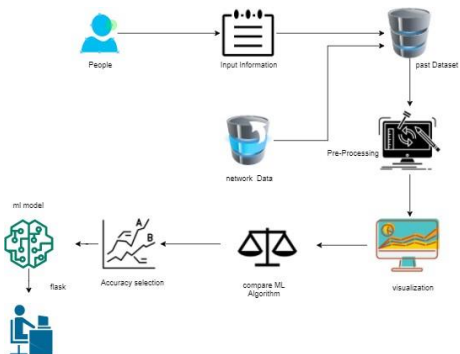 People
Input Information
past Dataset
network Data
Pre-Processing
ml model
A
B
Accuracy selection
compare ML
Algorithm
visualization
flask